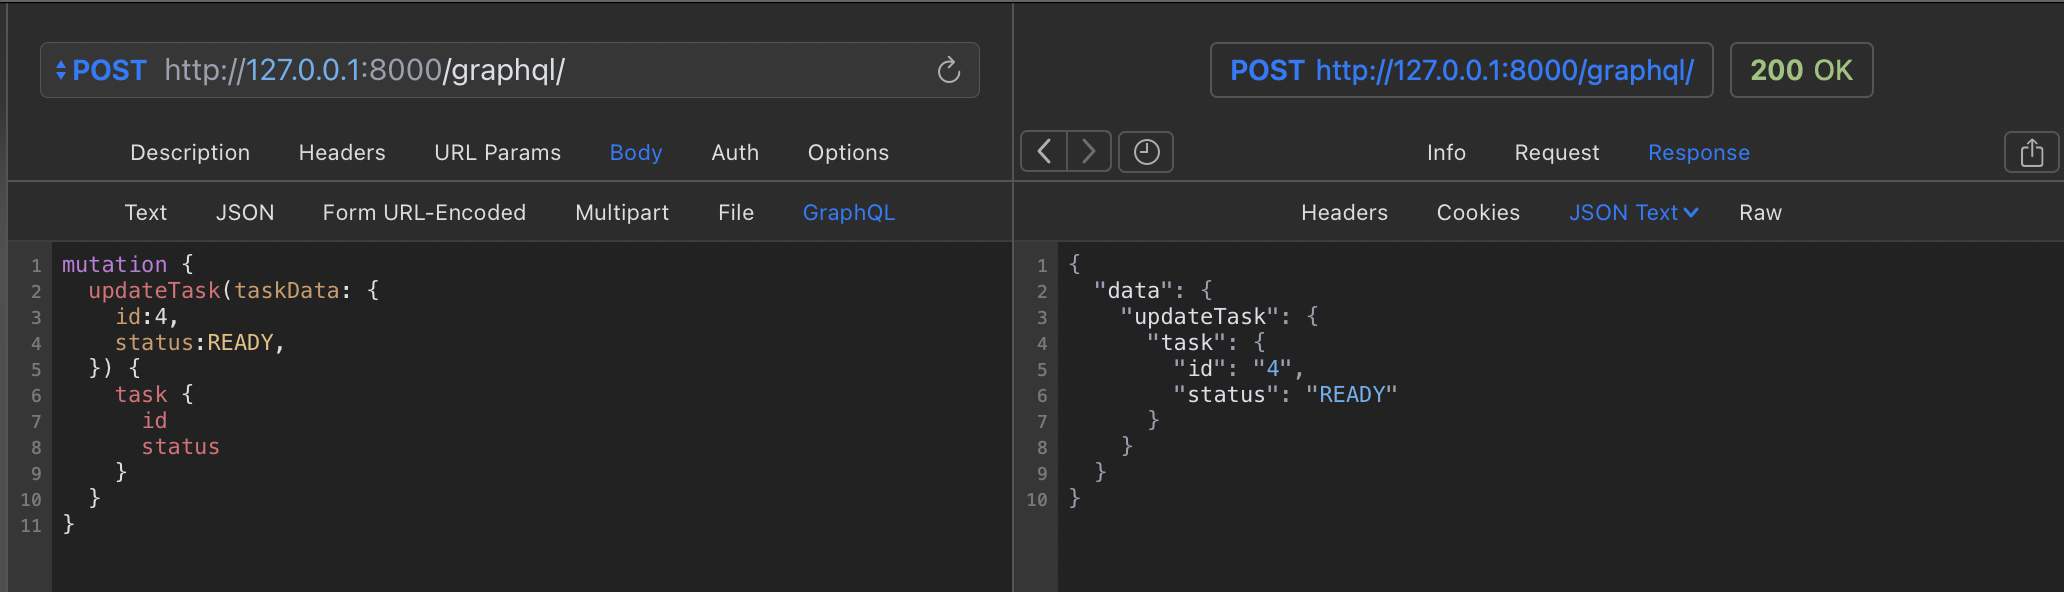 POST http://127.0.0.1:8000/graphql/
Description Headers URL Params Body Auth Options
Text JSON Form URL-Encoded Multipart File GraphQL
1 mutation {
2   updateTask(taskData: {
3     id:4,
4     status:READY,
5   }) {
6     task {
7       id
8       status
9     }
10   }
11 }
POST http://127.0.0.1:8000/graphql/ 200 OK
Info Request Response
Headers Cookies JSON Text Raw
1 {
2   "data": {
3     "updateTask": {
4       "task": {
5         "id": "4",
6         "status": "READY"
7       }
8     }
9   }
10 }